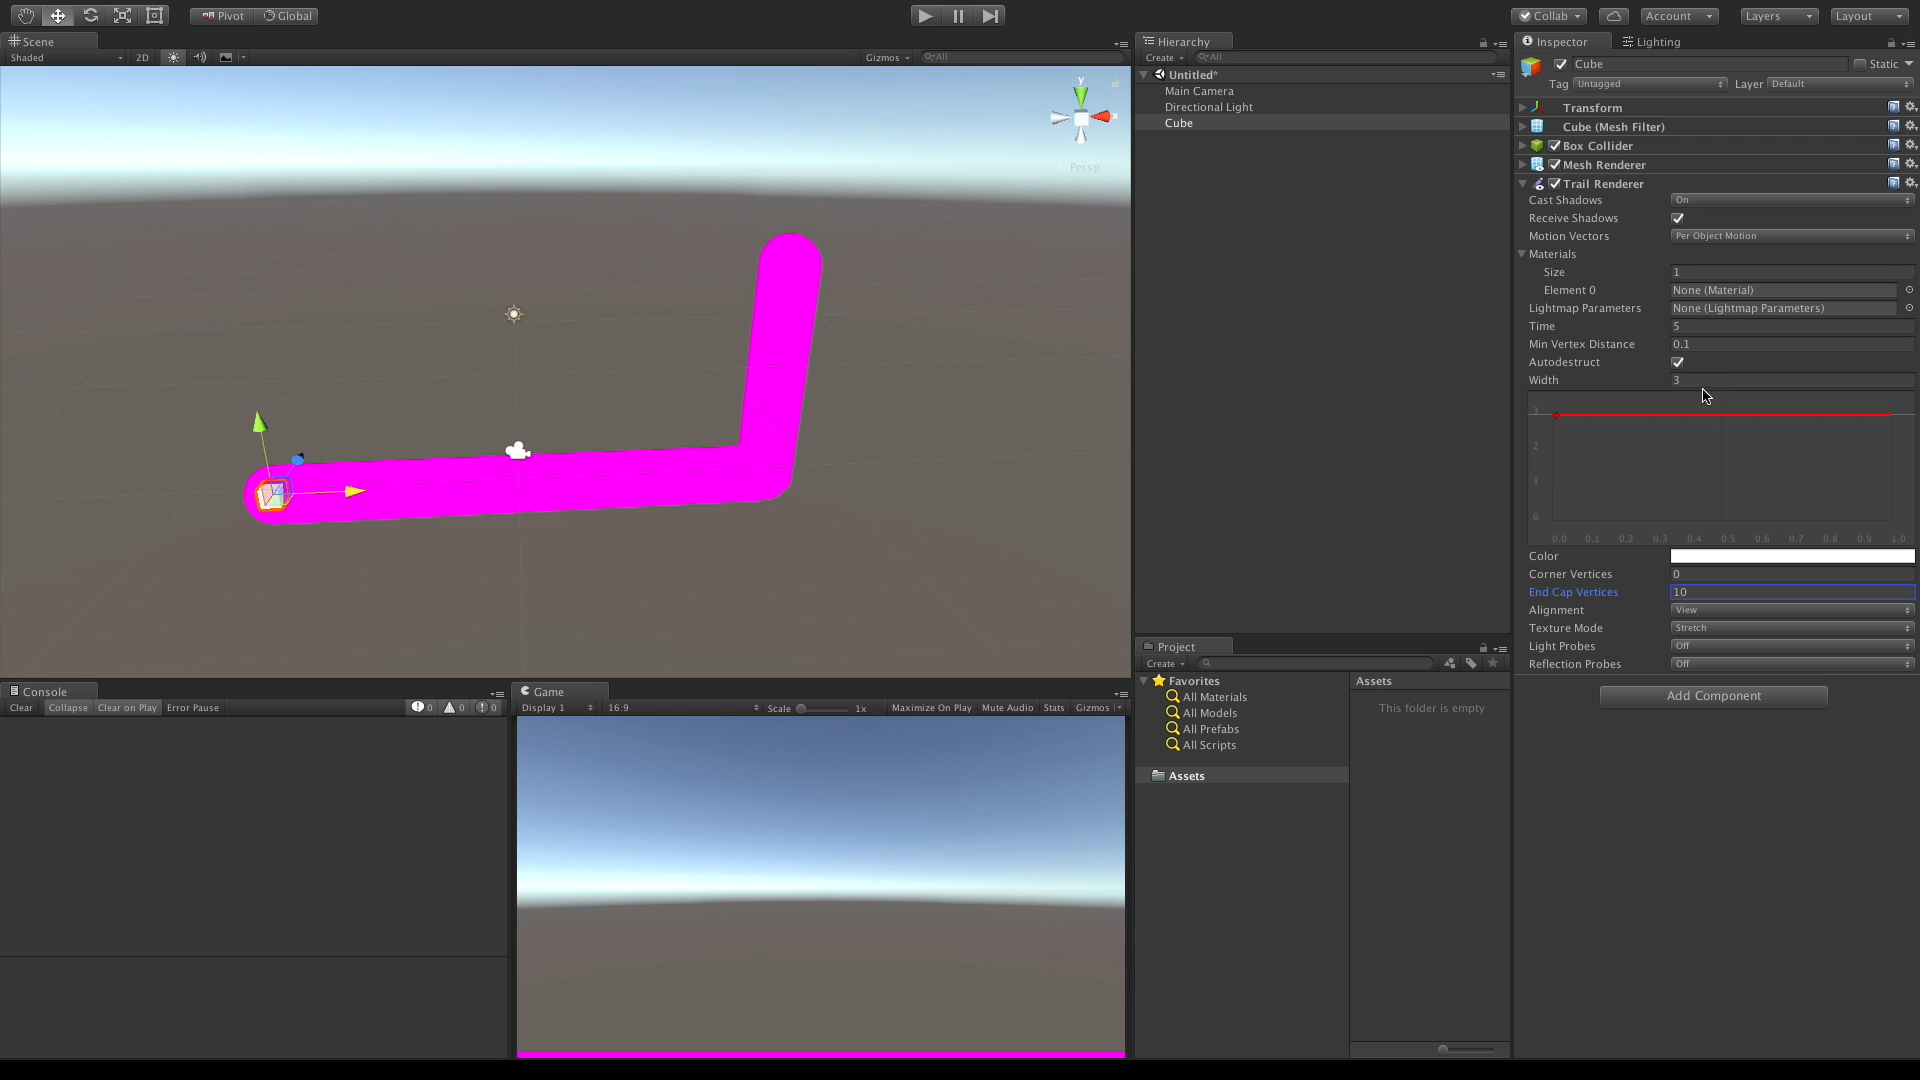 Pivot Global Collab Account Layers Layout
Scene
Shaded 2D Gizmos All
y
x
Persp
Console
Clear Collapse Clear on Play Error Pause 0 0 0
Game
Display 1 16:9 Scale 1x Maximize On Play Mute Audio Stats Gizmos
Hierarchy
Create All
Untitled*
Main Camera
Directional Light
Cube
Project
Create
Favorites
All Materials
All Models
All Prefabs
All Scripts
Assets
Assets
This folder is empty
Inspector Lighting
Cube Static
Tag Untagged Layer Default
Transform
Cube (Mesh Filter)
Box Collider
Mesh Renderer
Trail Renderer
Cast Shadows On
Receive Shadows
Motion Vectors Per Object Motion
Materials
Size 1
Element 0 None (Material)
Lightmap Parameters None (Lightmap Parameters)
Time 5
Min Vertex Distance 0.1
Autodestruct
Width 3
3
2
1
0
0.0 0.1 0.2 0.3 0.4 0.5 0.6 0.7 0.8 0.9 1.0
Color
Corner Vertices 0
End Cap Vertices 10
Alignment View
Texture Mode Stretch
Light Probes Off
Reflection Probes Off
Add Component